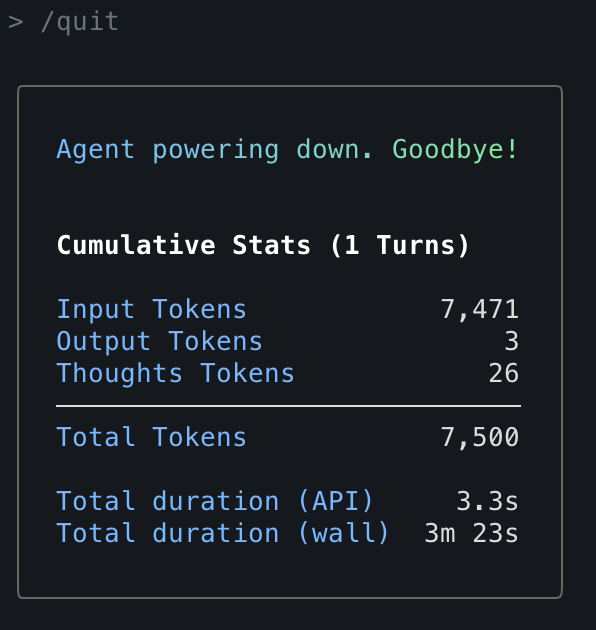 > /quit
Agent powering down. Goodbye!
Cumulative Stats (1 Turns)
Input Tokens 7,471
Output Tokens 3
Thoughts Tokens 26
Total Tokens 7,500
Total duration (API) 3.3s
Total duration (wall) 3m 23s